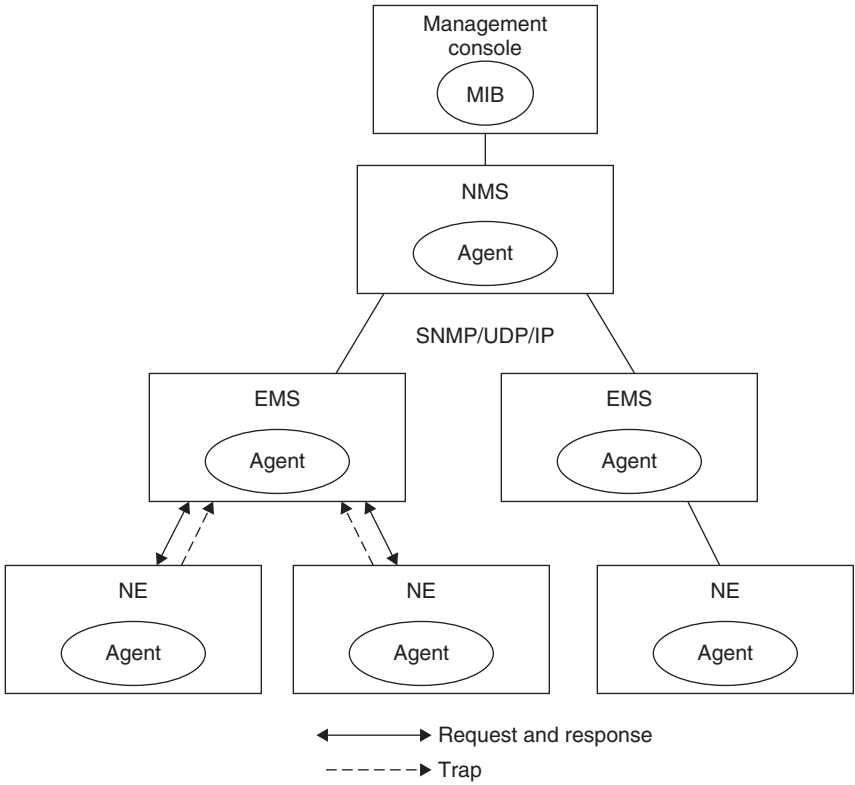 Management
console
MIB
NMS
Agent
SNMP/UDP/IP
EMS
Agent
EMS
Agent
NE
Agent
NE
Agent
NE
Agent
Request and response
Trap